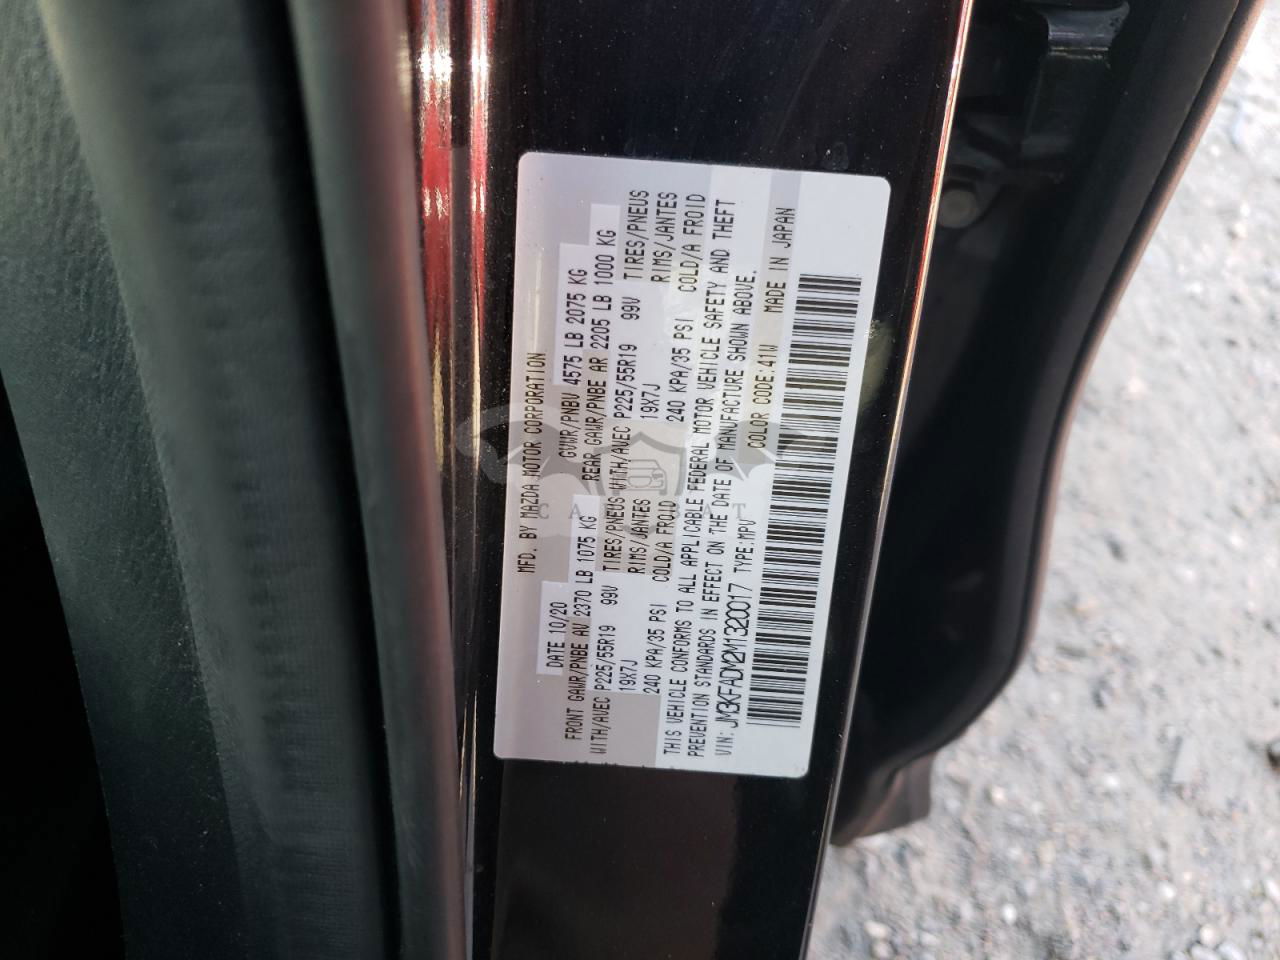 MFD. BY MAZDA MOTOR CORPORATION
DATE 10/20 GVWR/PNBV 4575 LB 2075 KG
FRONT GAWR/PNBE AV 2370 LB 1075 KG REAR GAWR/PNBE AR 2205 LB 1000 KG
WITH/AVEC P225/55R19 99V TIRES/PNEUS WITH/AVEC P225/55R19 99V TIRES/PNEUS
19X7J RIMS/JANTES 19X7J RIMS/JANTES
240 KPA/35 PSI COLD/A FROID 240 KPA/35 PSI COLD/A FROID
THIS VEHICLE CONFORMS TO ALL APPLICABLE FEDERAL MOTOR VEHICLE SAFETY AND THEFT
PREVENTION STANDARDS IN EFFECT ON THE DATE OF MANUFACTURE SHOWN ABOVE.
VIN: JM3KFADM2M1320017 TYPE:MPV COLOR CODE:41W MADE IN JAPAN